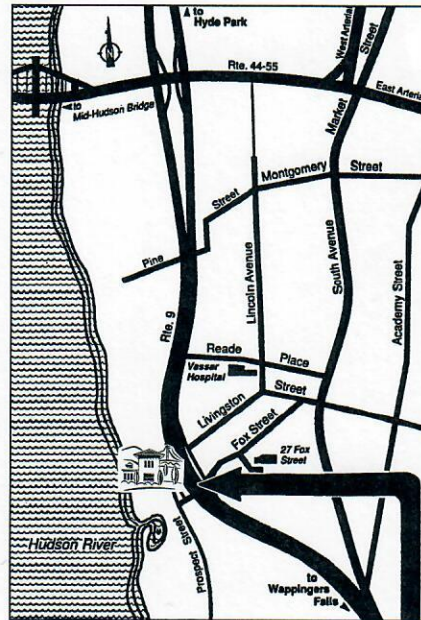 to
Hyde Park
West Arterial
Street
Rte. 44-55
East Arterial
Market
to
Mid-Hudson Bridge
Montgomery
Street
Street
Pine
Lincoln Avenue
South Avenue
Academy Street
Rte. 9
Reade
Place
Vassar
Hospital
Street
Livingston
Fox Street
27 Fox
Street
Hudson River
Prospect Street
to
Wappingers
Falls